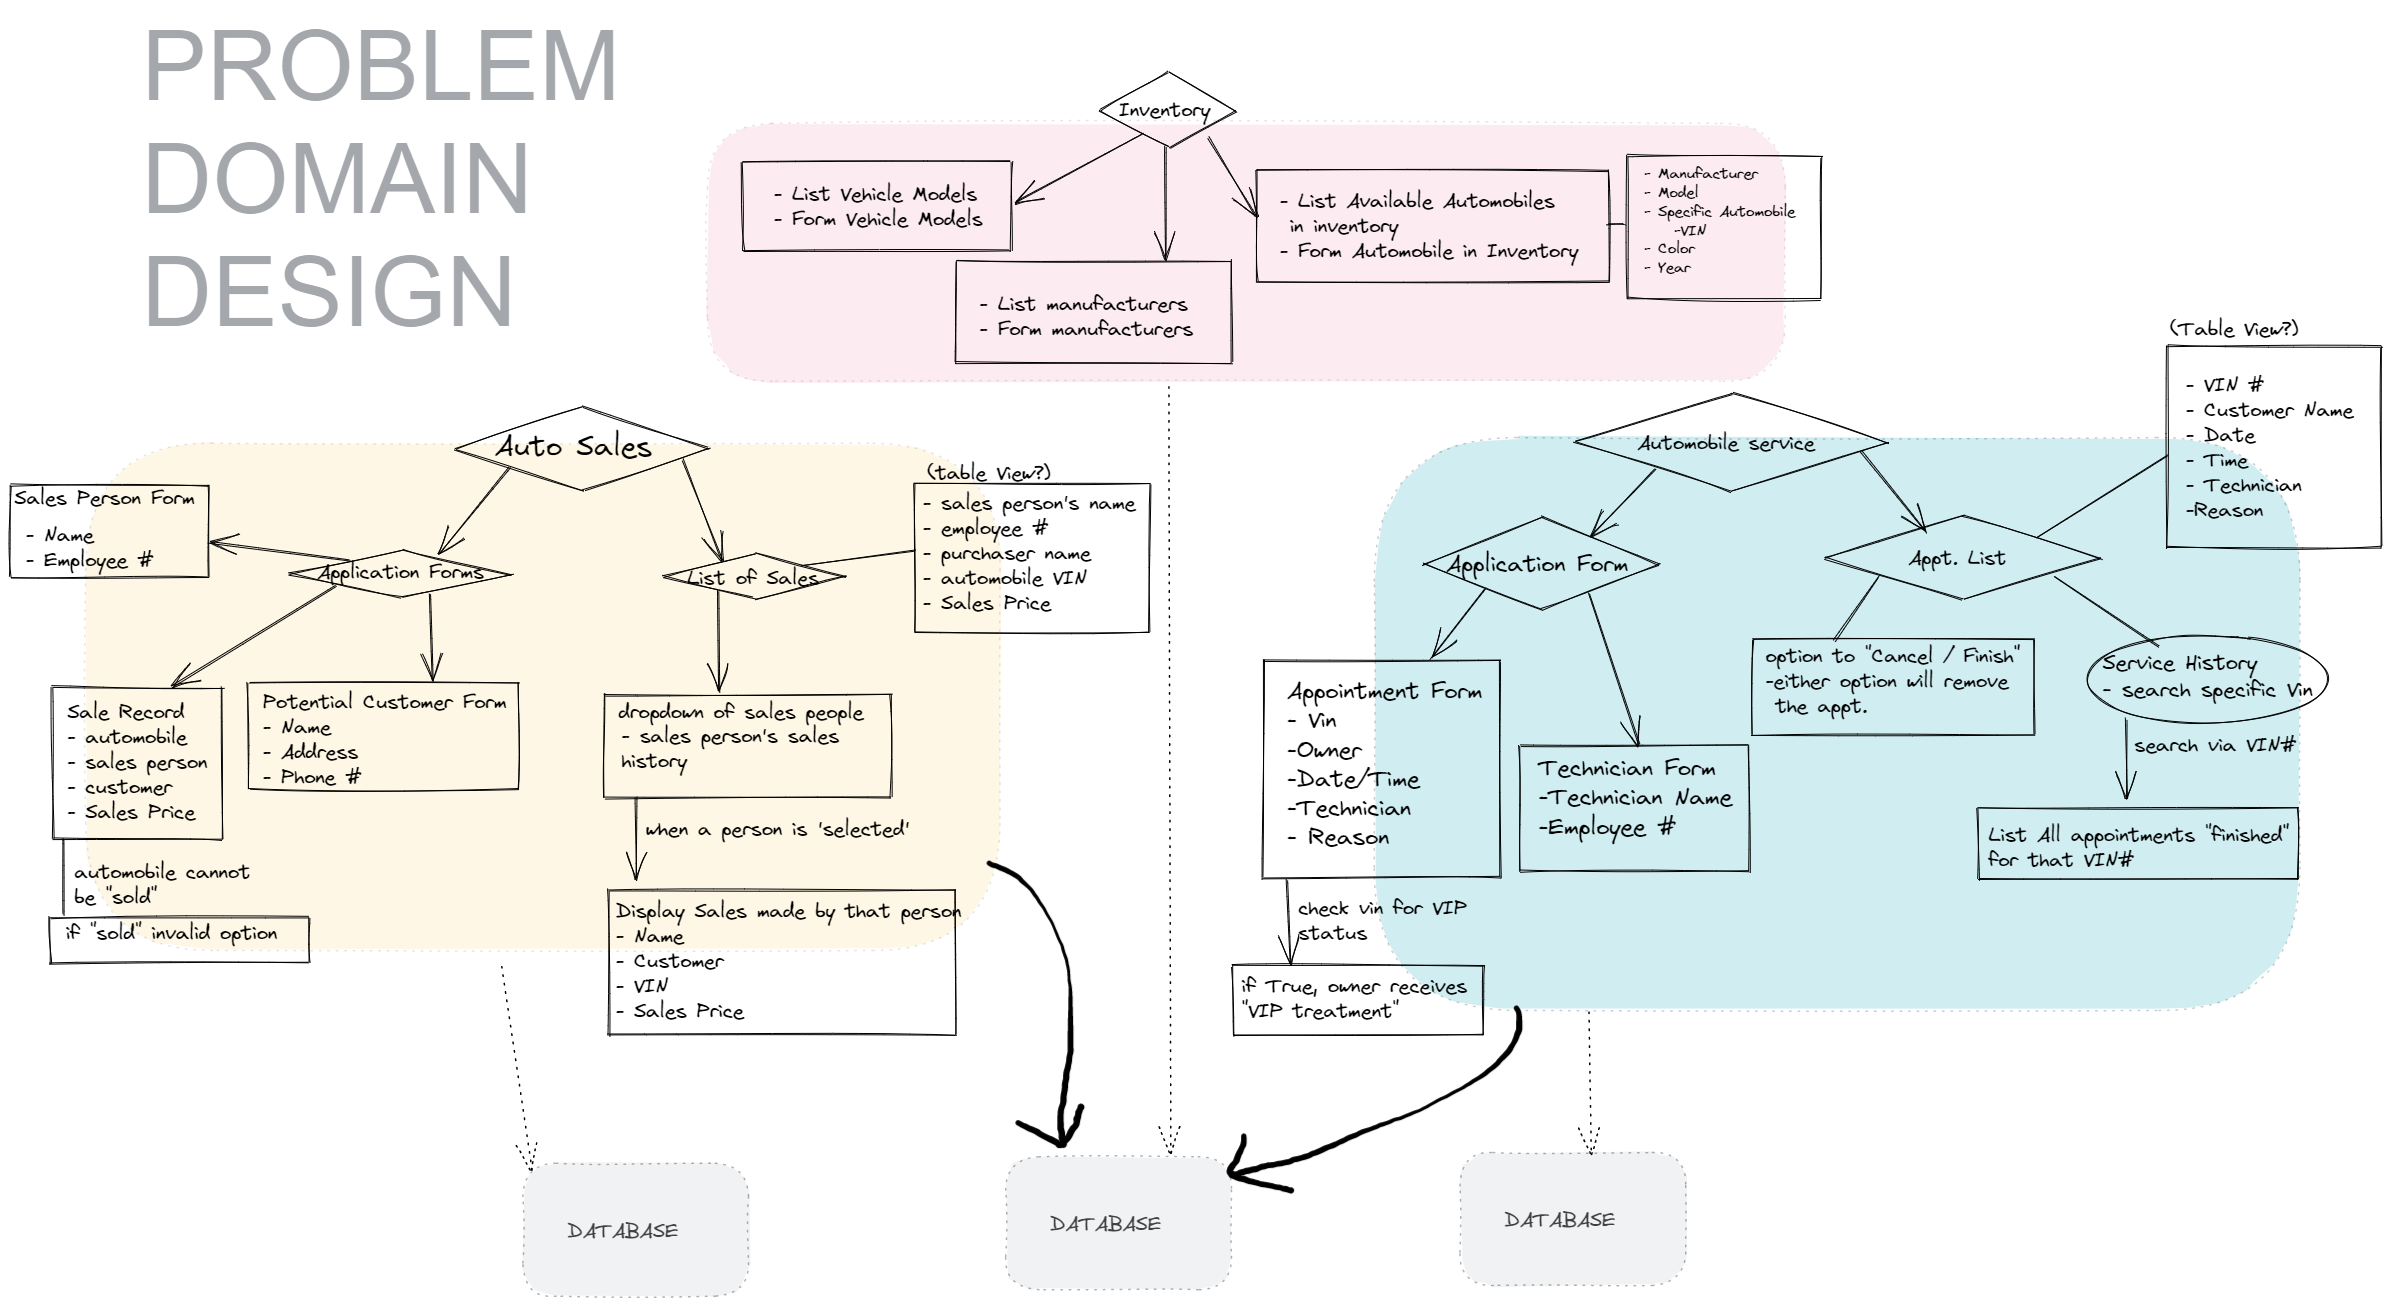 PROBLEM
DOMAIN
DESIGN
Inventory
- List Vehicle Models
- Form Vehicle Models
- List manufacturers
- Form manufacturers
- List Available Automobiles
in inventory
- Form Automobile in Inventory
- Manufacturer
- Model
- Specific Automobile
-VIN
- Color
- Year
Auto Sales
Sales Person Form
- Name
- Employee #
Application Forms
List of Sales
(table View?)
- sales person's name
- employee #
- purchaser name
- automobile VIN
- Sales Price
Sale Record
- automobile
- sales person
- customer
- Sales Price
Potential Customer Form
- Name
- Address
- Phone #
dropdown of sales people
- sales person's sales
history
automobile cannot
be "sold"
if "sold" invalid option
when a person is 'selected'
Display Sales made by that person
- Name
- Customer
- VIN
- Sales Price
Automobile service
(Table View?)
- VIN #
- Customer Name
- Date
- Time
- Technician
-Reason
Application Form
Appt. List
Appointment Form
- Vin
-Owner
-Date/Time
-Technician
- Reason
Technician Form
-Technician Name
-Employee #
option to "Cancel / Finish"
-either option will remove
the appt.
Service History
- search specific Vin
search via VIN#
List All appointments "finished"
for that VIN#
check vin for VIP
status
if True, owner receives
"VIP treatment"
DATABASE
DATABASE
DATABASE